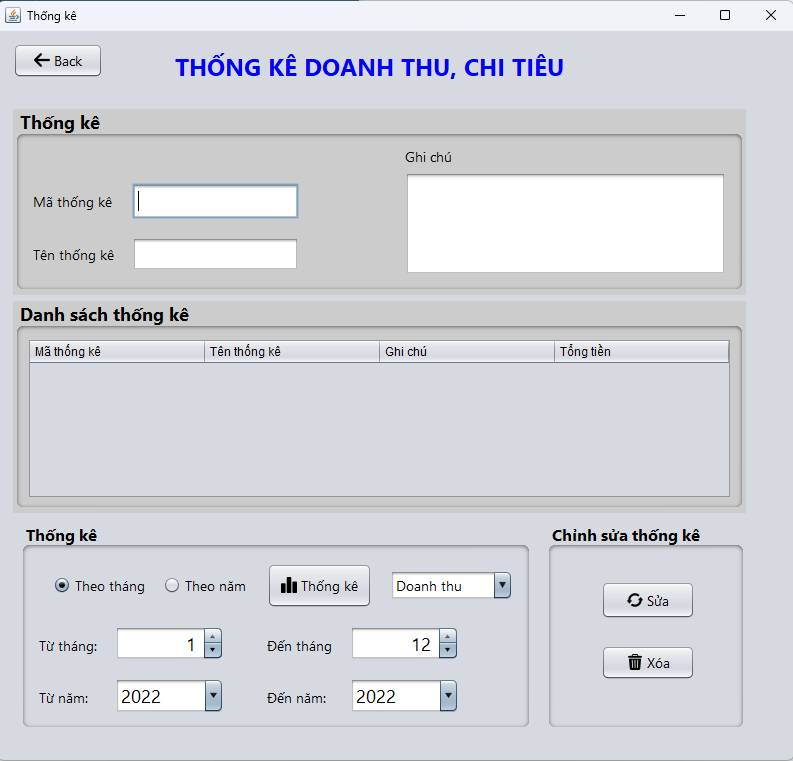 Thống kê
Back
THỐNG KÊ DOANH THU, CHI TIÊU
Thống kê
Ghi chú
Mã thống kê
Tên thống kê
Danh sách thống kê
Mã thống kê Tên thống kê Ghi chú Tổng tiền
Thống kê
Theo tháng Theo năm Thống kê Doanh thu
Từ tháng: 1 Đến tháng 12
Từ năm: 2022 Đến năm: 2022
Chỉnh sửa thống kê
Sửa
Xóa